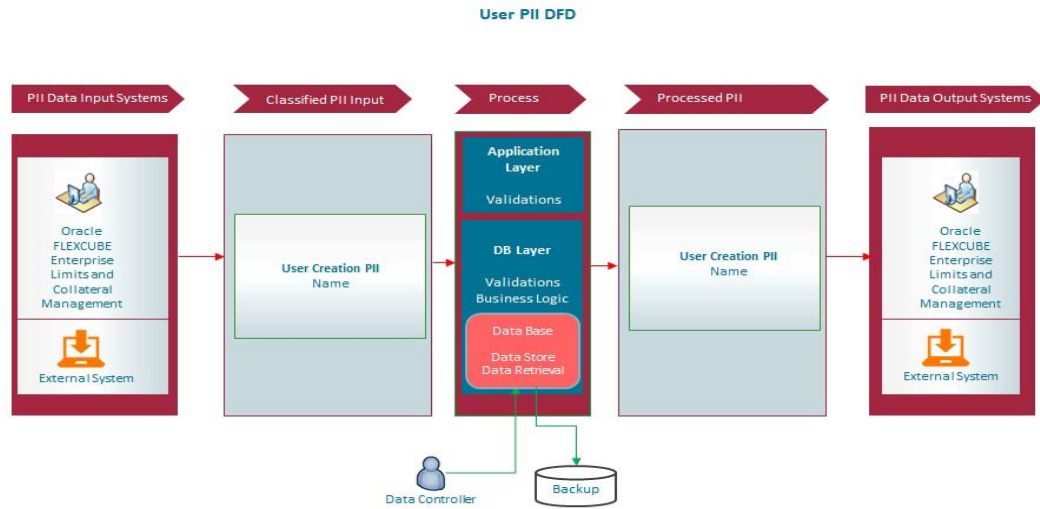 User PII DFD
PII Data Input Systems
Classified PII Input
Process
Processed PII
PII Data Output Systems
Oracle
FLEXCUBE
Enterprise
Limits and
Collateral
Management
External System
User Creation PII
Name
Application
Layer
Validations
DB Layer
Validations
Business Logic
Data Base
Data Store
Data Retrieval
User Creation PII
Name
Oracle
FLEXCUBE
Enterprise
Limits and
Collateral
Management
External System
Data Controller
Backup